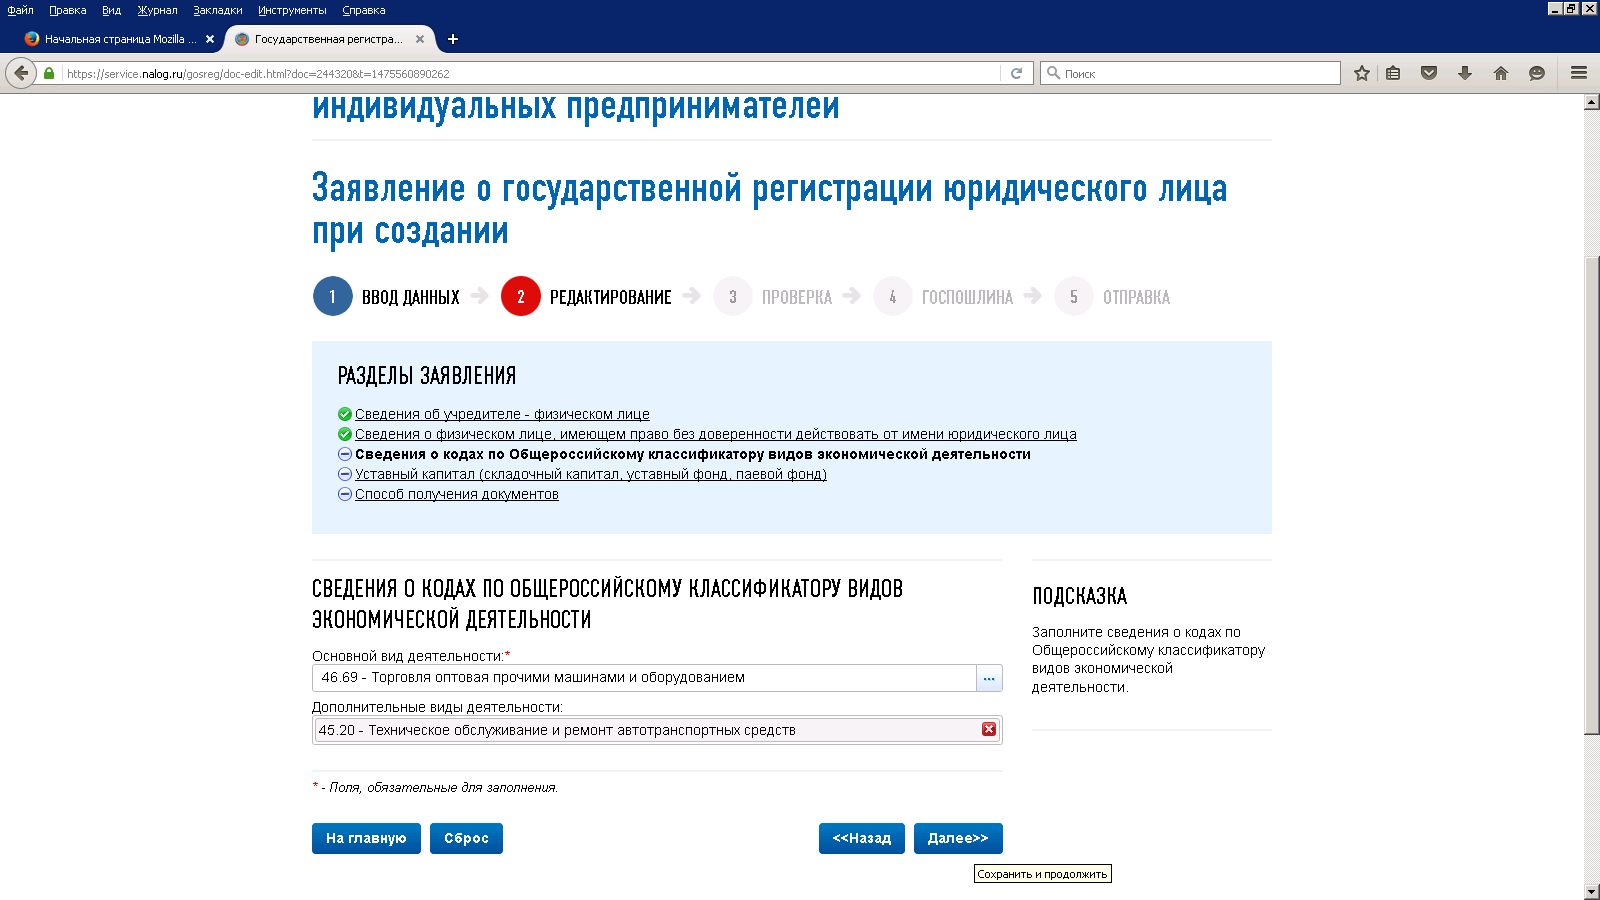 Файл Правка Вид Журнал Закладки Инструменты Справка
Начальная страница Mozilla ...
Государственная регистра...
https://service.nalog.ru/gosreg/doc-edit.html?doc=244320&t=1475560890262
Поиск
индивидуальных предпринимателей
Заявление о государственной регистрации юридического лица
при создании
1 ВВОД ДАННЫХ 2 РЕДАКТИРОВАНИЕ 3 ПРОВЕРКА 4 ГОСПОШЛИНА 5 ОТПРАВКА
РАЗДЕЛЫ ЗАЯВЛЕНИЯ
Сведения об учредителе - физическом лице
Сведения о физическом лице, имеющем право без доверенности действовать от имени юридического лица
Сведения о кодах по Общероссийскому классификатору видов экономической деятельности
Уставный капитал (складочный капитал, уставный фонд, паевой фонд)
Способ получения документов
СВЕДЕНИЯ О КОДАХ ПО ОБЩЕРОССИЙСКОМУ КЛАССИФИКАТОРУ ВИДОВ
ЭКОНОМИЧЕСКОЙ ДЕЯТЕЛЬНОСТИ
Основной вид деятельности:*
46.69 - Торговля оптовая прочими машинами и оборудованием
...
Дополнительные виды деятельности:
45.20 - Техническое обслуживание и ремонт автотранспортных средств
* - Поля, обязательные для заполнения.
На главную Сброс <<Назад Далее>>
Сохранить и продолжить
ПОДСКАЗКА
Заполните сведения о кодах по
Общероссийскому классификатору
видов экономической
деятельности.